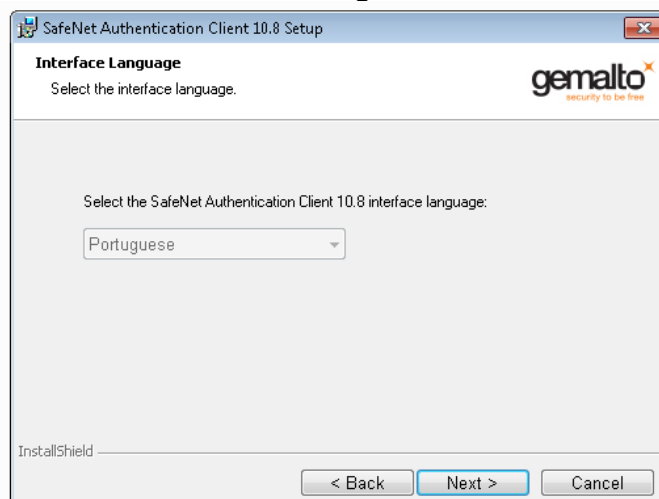 SafeNet Authentication Client 10.8 Setup
Interface Language
Select the interface language.
gemalto
security to be free
Select the SafeNet Authentication Client 10.8 interface language:
Portuguese
InstallShield
< Back
Next >
Cancel